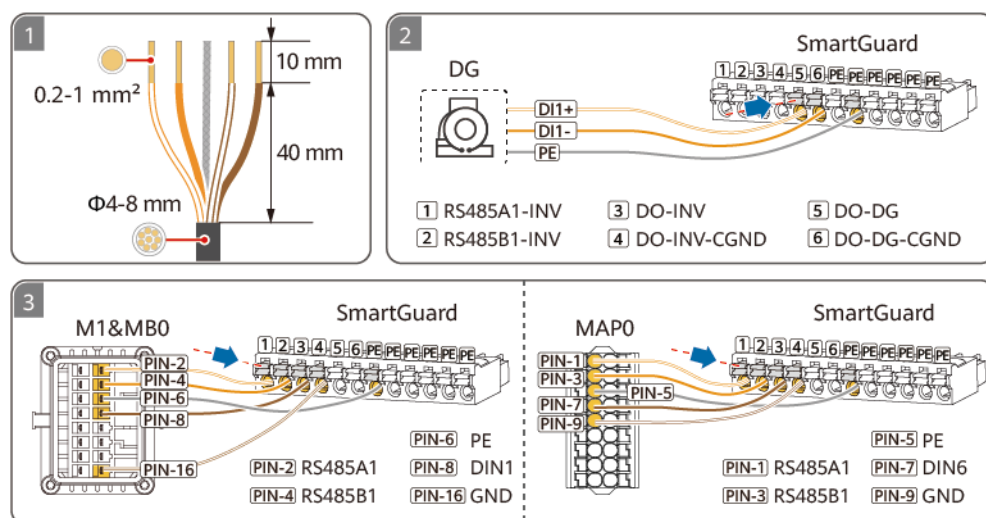 1
10 mm
0.2-1 mm²
40 mm
Φ4-8 mm
2
SmartGuard
DG
1 2 3 4 5 6 PE PE PE PE PE
DI1+
DI1-
PE
1 RS485A1-INV 3 DO-INV 5 DO-DG
2 RS485B1-INV 4 DO-INV-CGND 6 DO-DG-CGND
3
SmartGuard
M1&MB0
1 2 3 4 5 6 PE PE PE PE PE
PIN-2
PIN-4
PIN-6
PIN-8
PIN-16
PIN-6 PE
PIN-2 RS485A1 PIN-8 DIN1
PIN-4 RS485B1 PIN-16 GND
SmartGuard
MAP0
1 2 3 4 5 6 PE PE PE PE PE
PIN-1
PIN-3
PIN-5
PIN-7
PIN-9
PIN-5 PE
PIN-1 RS485A1 PIN-7 DIN6
PIN-3 RS485B1 PIN-9 GND